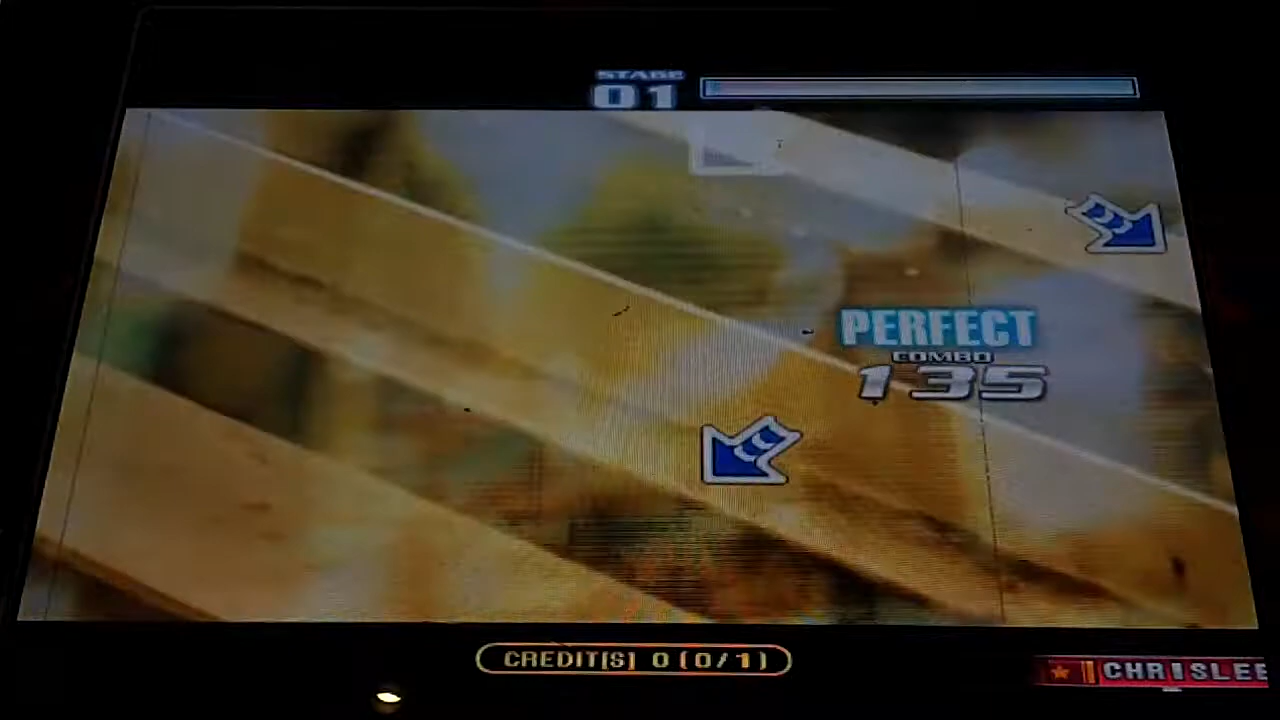 STAGE
01
PERFECT
COMBO
135
CREDIT[S] 0 (0/1)
CHRISLEE